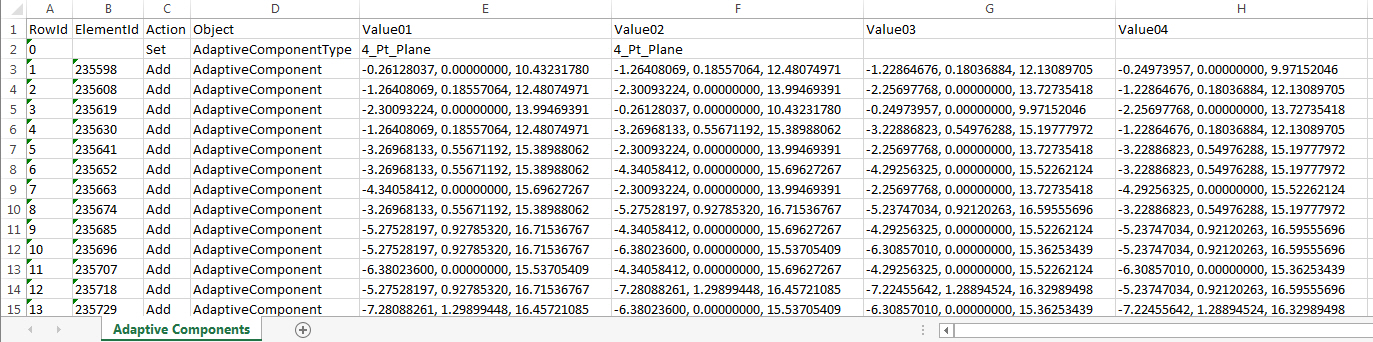 A B C D E F G H
1 RowId ElementId Action Object Value01 Value02 Value03 Value04
2 0 Set AdaptiveComponentType 4_Pt_Plane 4_Pt_Plane
3 1 235598 Add AdaptiveComponent -0.26128037, 0.00000000, 10.43231780 -1.26408069, 0.18557064, 12.48074971 -1.22864676, 0.18036884, 12.13089705 -0.24973957, 0.00000000, 9.97152046
4 2 235608 Add AdaptiveComponent -1.26408069, 0.18557064, 12.48074971 -2.30093224, 0.00000000, 13.99469391 -2.25697768, 0.00000000, 13.72735418 -1.22864676, 0.18036884, 12.13089705
5 3 235619 Add AdaptiveComponent -2.30093224, 0.00000000, 13.99469391 -0.26128037, 0.00000000, 10.43231780 -0.24973957, 0.00000000, 9.97152046 -2.25697768, 0.00000000, 13.72735418
6 4 235630 Add AdaptiveComponent -1.26408069, 0.18557064, 12.48074971 -3.26968133, 0.55671192, 15.38988062 -3.22886823, 0.54976288, 15.19777972 -1.22864676, 0.18036884, 12.13089705
7 5 235641 Add AdaptiveComponent -3.26968133, 0.55671192, 15.38988062 -2.30093224, 0.00000000, 13.99469391 -2.25697768, 0.00000000, 13.72735418 -3.22886823, 0.54976288, 15.19777972
8 6 235652 Add AdaptiveComponent -3.26968133, 0.55671192, 15.38988062 -4.34058412, 0.00000000, 15.69627267 -4.29256325, 0.00000000, 15.52262124 -3.22886823, 0.54976288, 15.19777972
9 7 235663 Add AdaptiveComponent -4.34058412, 0.00000000, 15.69627267 -2.30093224, 0.00000000, 13.99469391 -2.25697768, 0.00000000, 13.72735418 -4.29256325, 0.00000000, 15.52262124
10 8 235674 Add AdaptiveComponent -3.26968133, 0.55671192, 15.38988062 -5.27528197, 0.92785320, 16.71536767 -5.23747034, 0.92120263, 16.59555696 -3.22886823, 0.54976288, 15.19777972
11 9 235685 Add AdaptiveComponent -5.27528197, 0.92785320, 16.71536767 -4.34058412, 0.00000000, 15.69627267 -4.29256325, 0.00000000, 15.52262124 -5.23747034, 0.92120263, 16.59555696
12 10 235696 Add AdaptiveComponent -5.27528197, 0.92785320, 16.71536767 -6.38023600, 0.00000000, 15.53705409 -6.30857010, 0.00000000, 15.36253439 -5.23747034, 0.92120263, 16.59555696
13 11 235707 Add AdaptiveComponent -6.38023600, 0.00000000, 15.53705409 -4.34058412, 0.00000000, 15.69627267 -4.29256325, 0.00000000, 15.52262124 -6.30857010, 0.00000000, 15.36253439
14 12 235718 Add AdaptiveComponent -5.27528197, 0.92785320, 16.71536767 -7.28088261, 1.29899448, 16.45721085 -7.22455642, 1.28894524, 16.32989498 -5.23747034, 0.92120263, 16.59555696
15 13 235729 Add AdaptiveComponent -7.28088261, 1.29899448, 16.45721085 -6.38023600, 0.00000000, 15.53705409 -6.30857010, 0.00000000, 15.36253439 -7.22455642, 1.28894524, 16.32989498
Adaptive Components